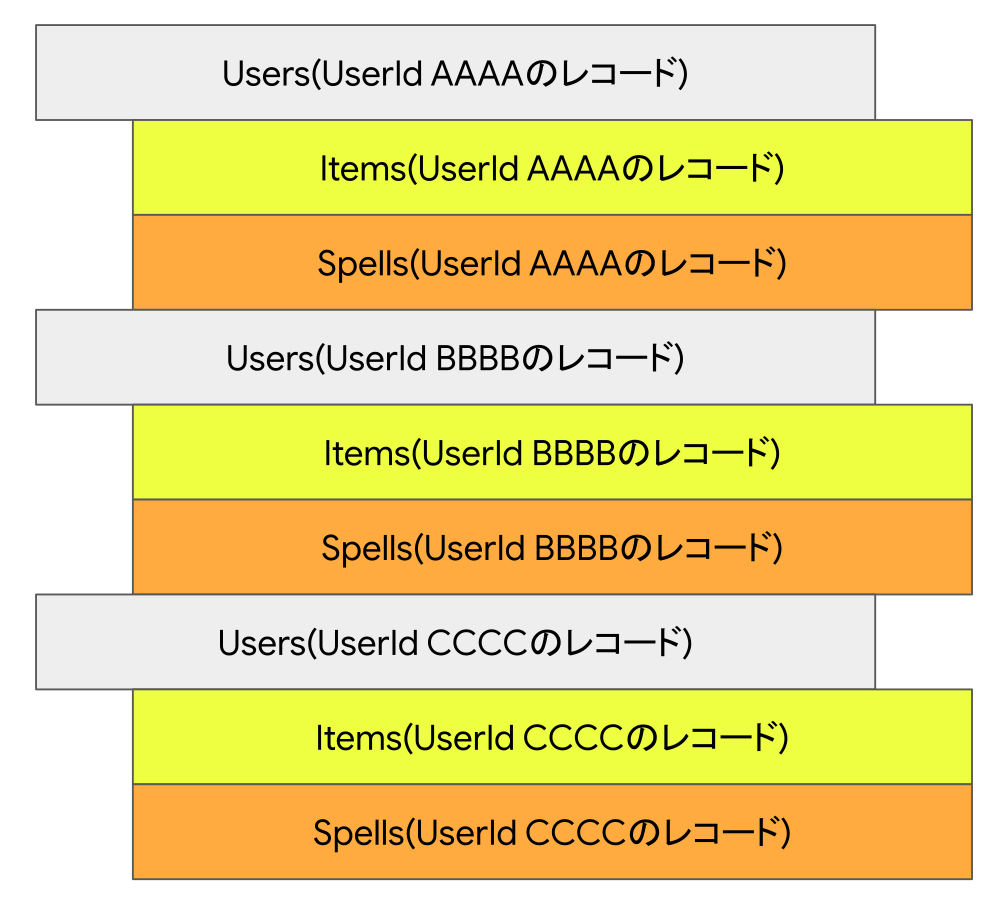 Users(UserId AAAAのレコード)
Items(UserId AAAAのレコード)
Spells(UserId AAAAのレコード)
Users(UserId BBBBのレコード)
Items(UserId BBBBのレコード)
Spells(UserId BBBBのレコード)
Users(UserId CCCCのレコード)
Items(UserId CCCCのレコード)
Spells(UserId CCCCのレコード)